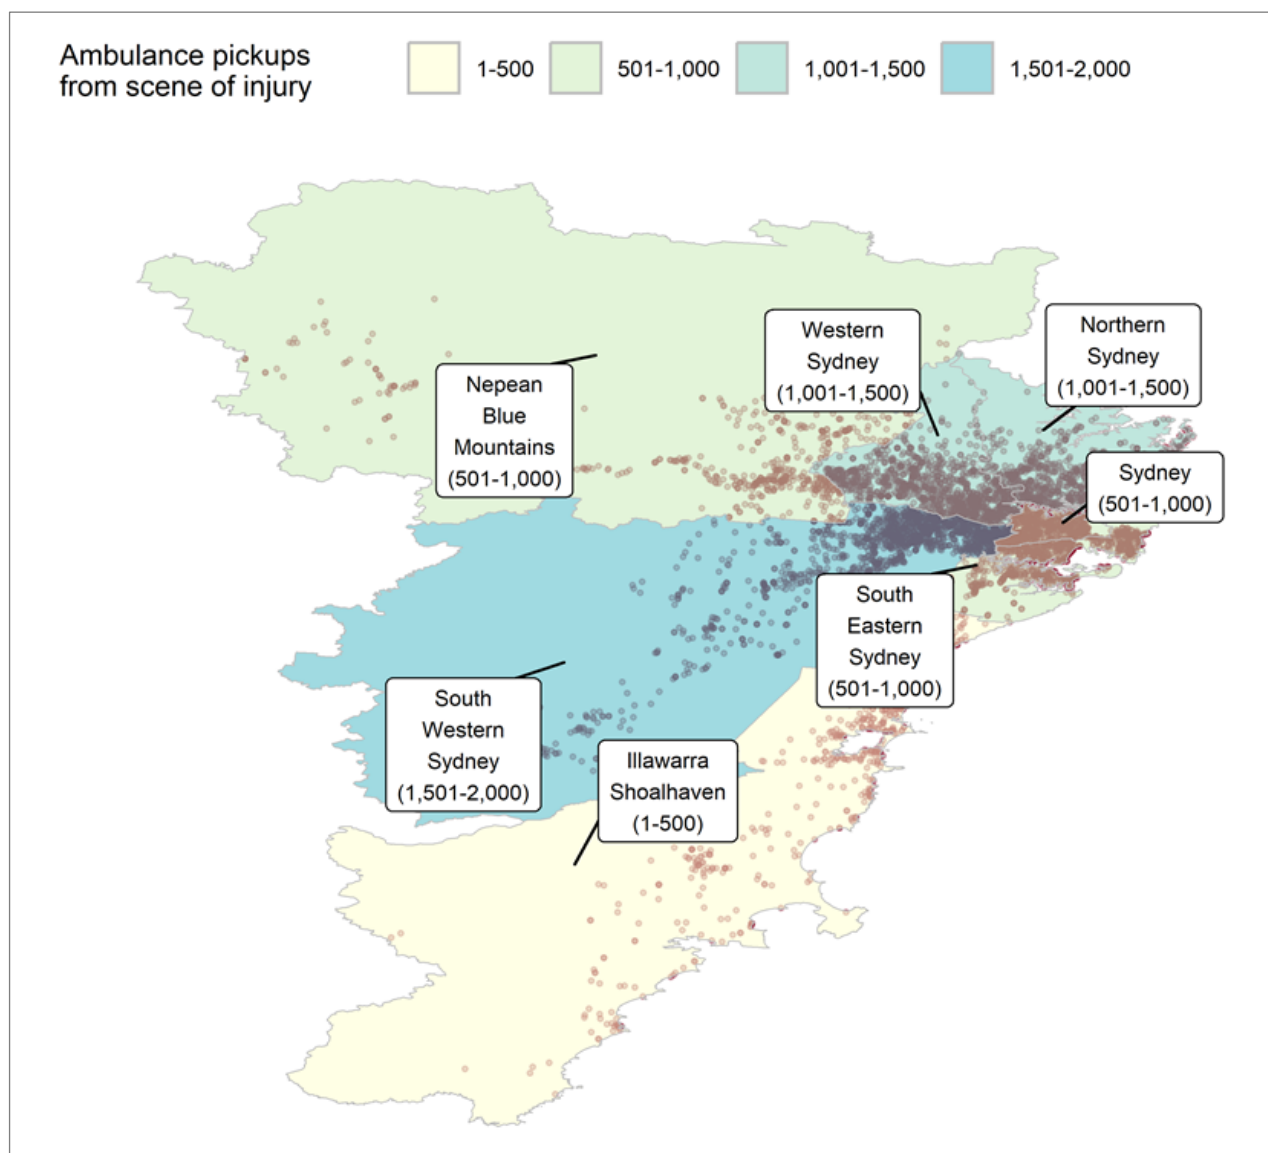 Ambulance pickups
from scene of injury
1-500
501-1,000
1,001-1,500
1,501-2,000
Western
Sydney
(1,001-1,500)
Northern
Sydney
(1,001-1,500)
Nepean
Blue
Mountains
(501-1,000)
Sydney
(501-1,000)
South
Eastern
Sydney
(501-1,000)
South
Western
Sydney
(1,501-2,000)
Illawarra
Shoalhaven
(1-500)